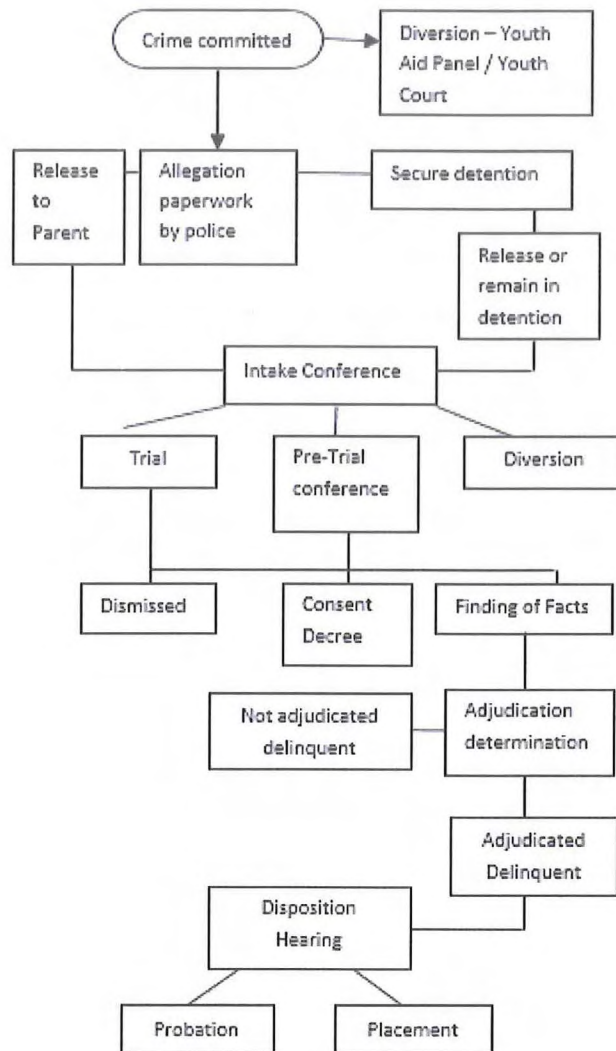 Crime committed
Diversion – Youth
Aid Panel / Youth
Court
Release
to
Parent
Allegation
paperwork
by police
Secure detention
Release or
remain in
detention
Intake Conference
Trial
Pre-Trial
conference
Diversion
Dismissed
Consent
Decree
Finding of Facts
Not adjudicated
delinquent
Adjudication
determination
Adjudicated
Delinquent
Disposition
Hearing
Probation
Placement